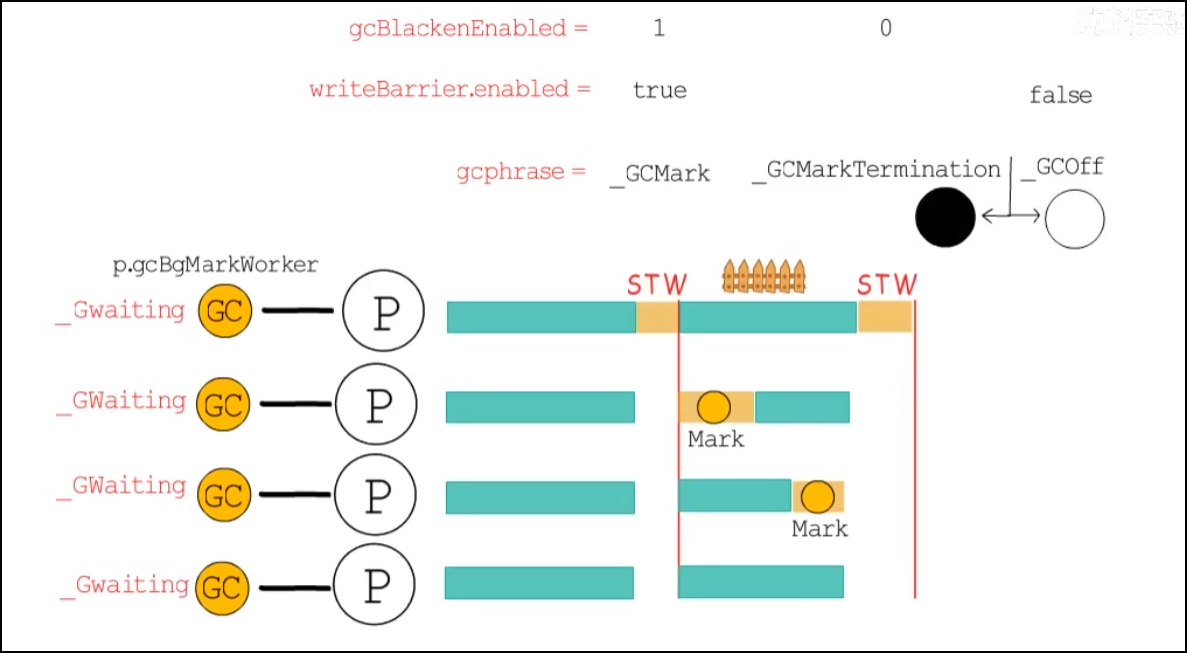 gcBlackenEnabled = 1 0
writeBarrier.enabled = true false
gcphrase = _GCMark _GCMarkTermination _GCOff
p.gcBgMarkWorker
STW STW
_Gwaiting GC P
_GWaiting GC P
Mark
_GWaiting GC P
Mark
_Gwaiting GC P